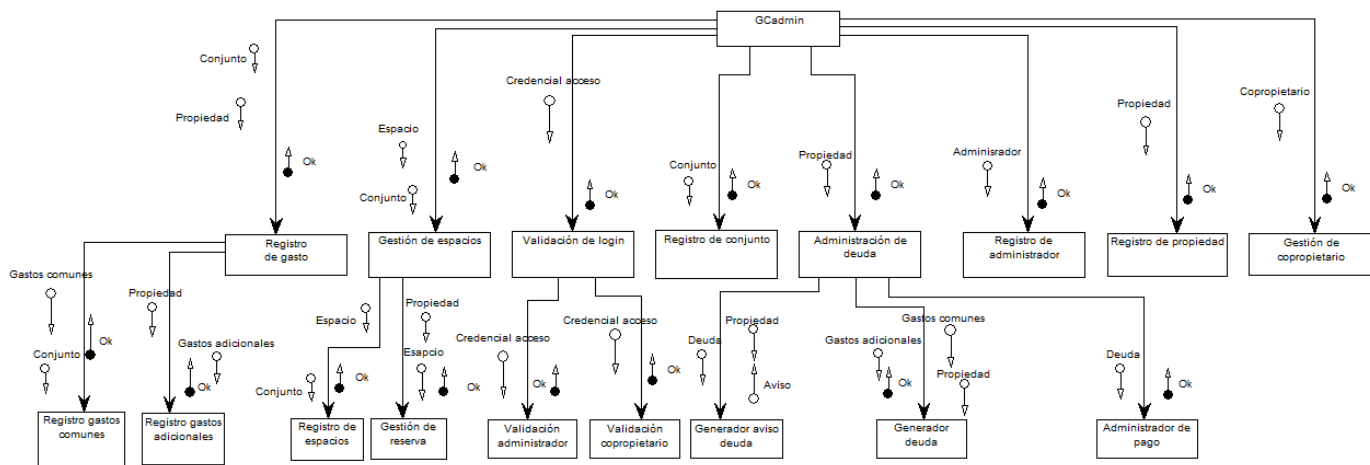 GCadmin
Conjunto
Propiedad
Ok
Espacio
Conjunto
Ok
Credencial acceso
Ok
Conjunto
Ok
Propiedad
Ok
Adminisrador
Ok
Propiedad
Ok
Copropietario
Ok
Registro
de gasto
Gestión de espacios
Validación de login
Registro de conjunto
Administración de
deuda
Registro de
administrador
Registro de propiedad
Gestión de
copropietario
Gastos comunes
Conjunto
Ok
Propiedad
Gastos adicionales
Ok
Espacio
Conjunto
Ok
Propiedad
Esapcio
Ok
Credencial acceso
Ok
Credencial acceso
Ok
Deuda
Propiedad
Aviso
Gastos adicionales
Ok
Gastos comunes
Propiedad
Deuda
Ok
Registro gastos
comunes
Registro gastos
adicionales
Registro de
espacios
Gestión de
reserva
Validación
administrador
Validación
copropietario
Generador aviso
deuda
Generador
deuda
Administrador de
pago